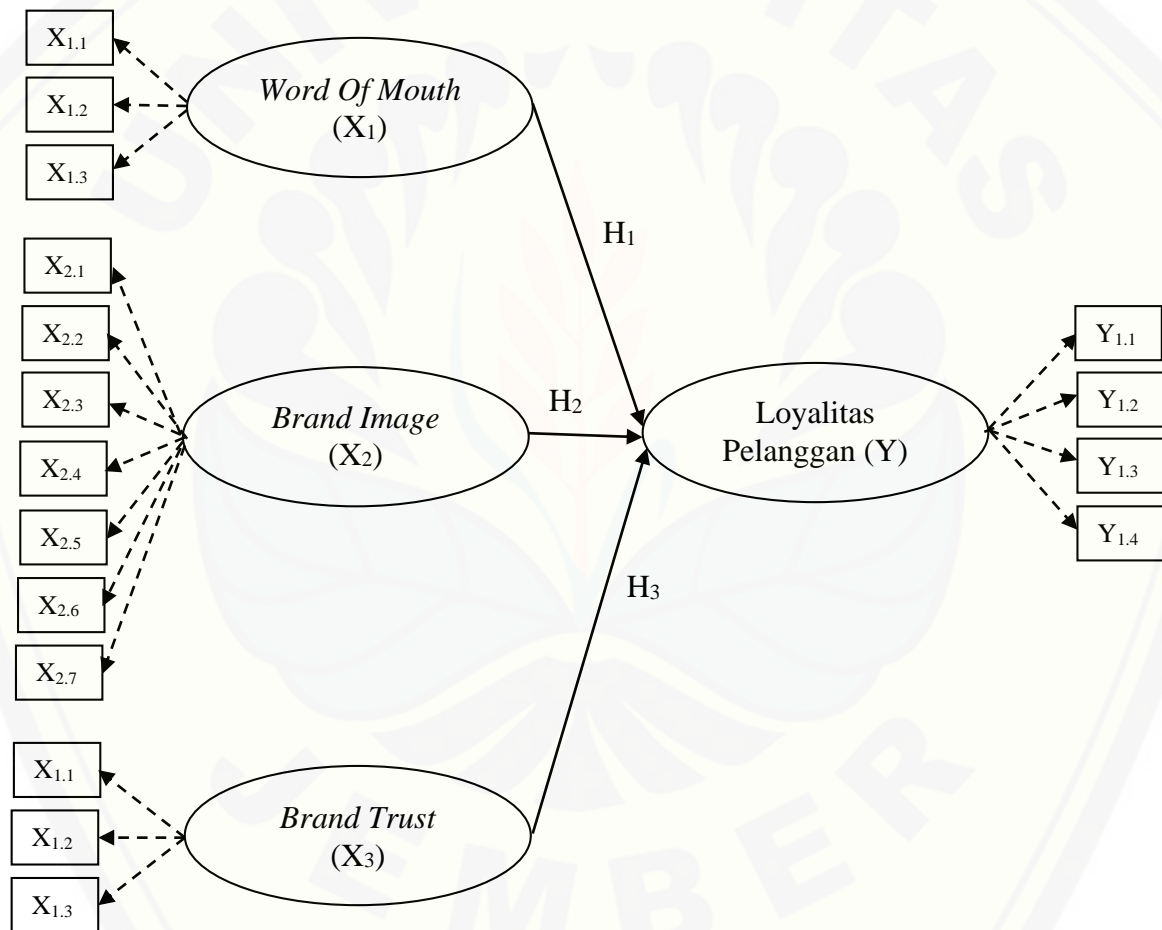 X1.1
X1.2
X1.3
Word Of Mouth
(X1)
H1
X2.1
X2.2
X2.3
X2.4
X2.5
X2.6
X2.7
Brand Image
(X2)
H2
Loyalitas
Pelanggan (Y)
Y1.1
Y1.2
Y1.3
Y1.4
H3
X1.1
X1.2
X1.3
Brand Trust
(X3)
UNIVERSITAS
JEMBER